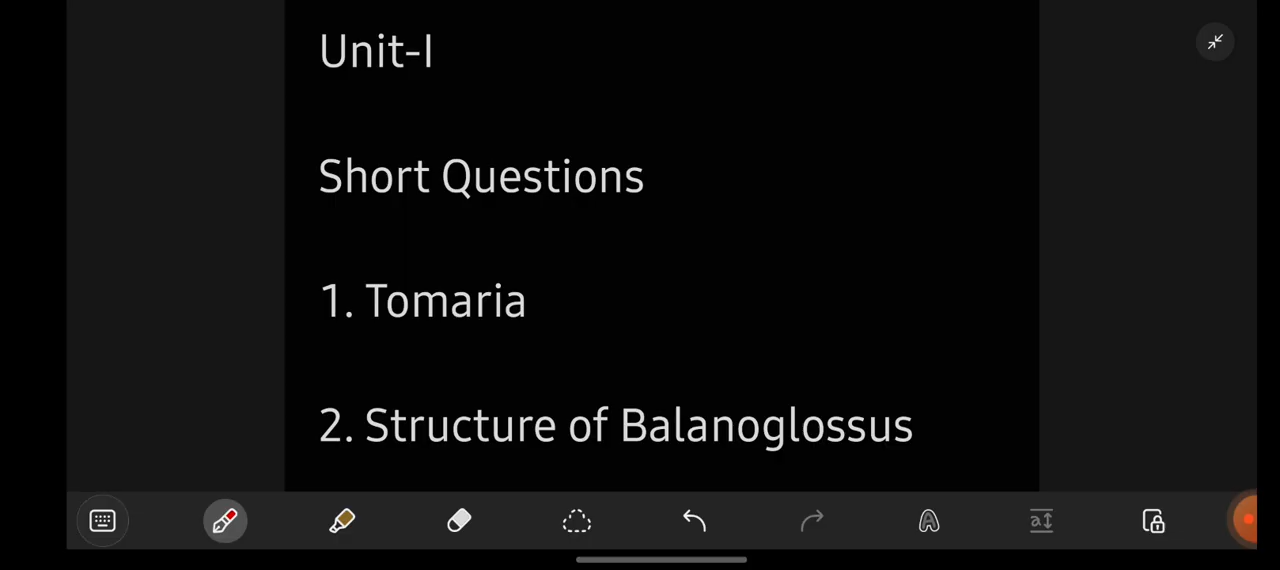 Unit-I
Short Questions
1. Tomaria
2. Structure of Balanoglossus